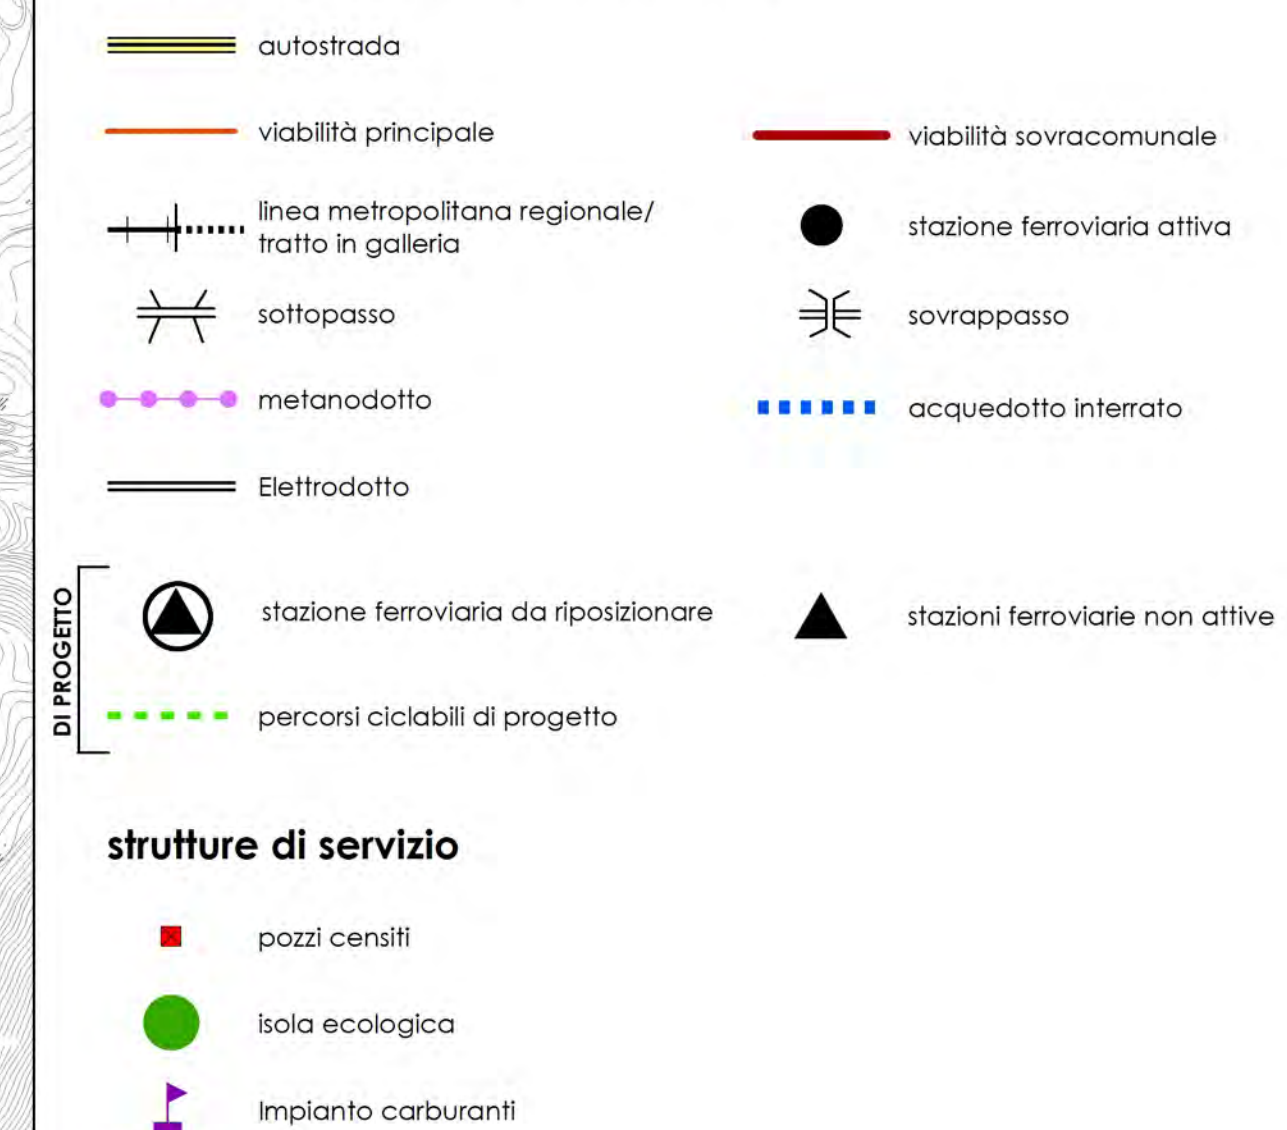 autostrada
viabilità principale
viabilità sovracomunale
linea metropolitana regionale/
tratto in galleria
stazione ferroviaria attiva
sottopasso
sovrappasso
metanodotto
acquedotto interrato
Elettrodotto
DI PROGETTO
stazione ferroviaria da riposizionare
stazioni ferroviarie non attive
percorsi ciclabili di progetto
strutture di servizio
pozzi censiti
isola ecologica
Impianto carburanti